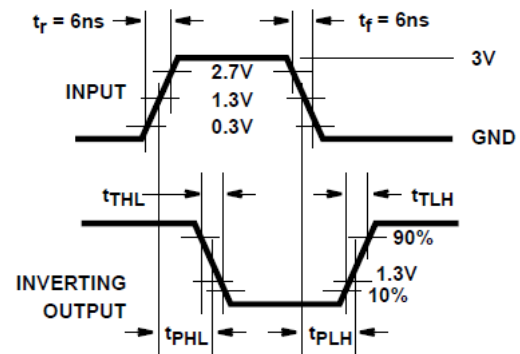 tr = 6ns
tf = 6ns
3V
INPUT
2.7V
1.3V
0.3V
GND
tTHL
tTLH
90%
INVERTING
OUTPUT
1.3V
10%
tPHL
tPLH